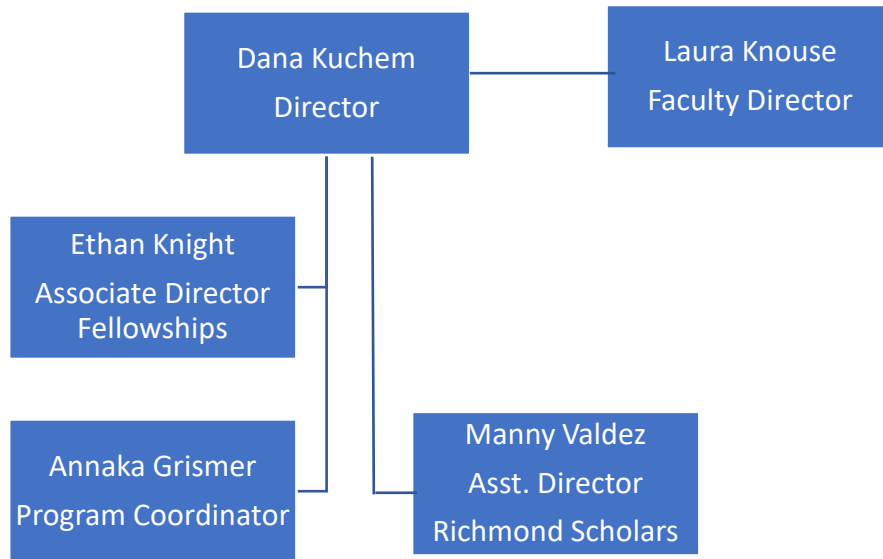 Dana Kuchem
Director
Laura Knouse
Faculty Director
Ethan Knight
Associate Director
Fellowships
Annaka Grismer
Program Coordinator
Manny Valdez
Asst. Director
Richmond Scholars